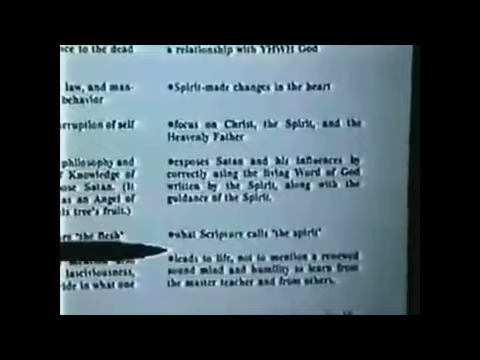 ce to the dead
a relationship with YHWH God
law, and man-
behavior
•Spirit-made changes in the heart
rruption of self
•focus on Christ, the Spirit, and the
Heavenly Father
philosophy and
f Knowledge of
ose Satan. (It
as an Angel of
is tree's fruit.)
•exposes Satan and his influences by
correctly using the living Word of God
written by the Spirit, along with the
guidance of the Spirit.
"the flesh"
•what Scripture calls "the spirit"
lasciviousness,
ide in what one
•leads to life, not to mention a renewed
sound mind and humility to learn from
the master teacher and from others.